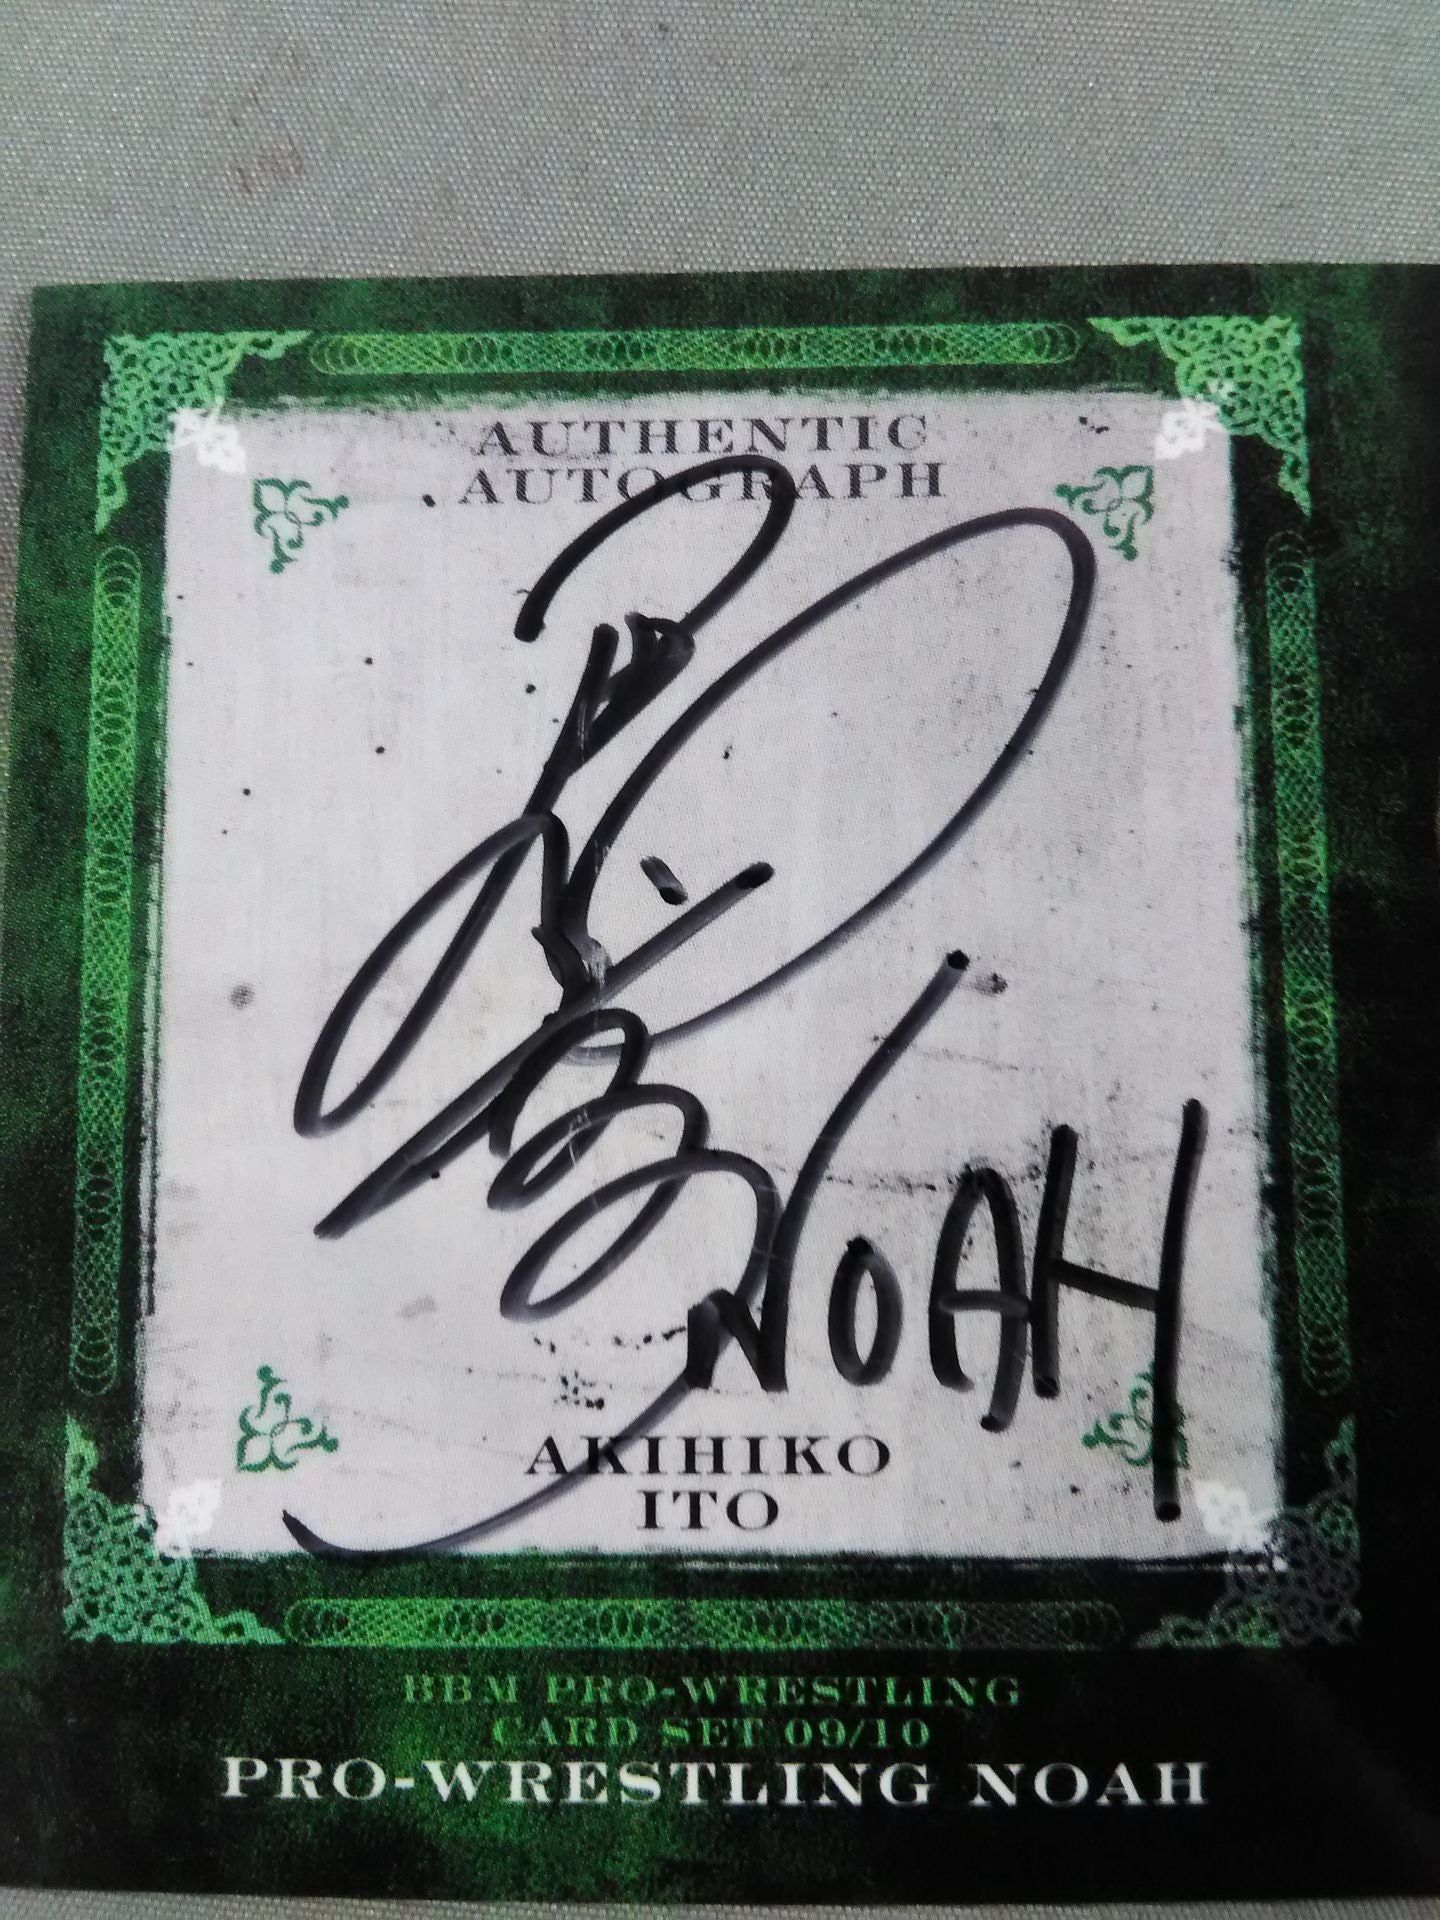 AUTHENTIC
AUTOGRAPH
NOAH
AKIHIKO
ITO
BBM PRO-WRESTLING
CARD SET 09/10
PRO-WRESTLING NOAH